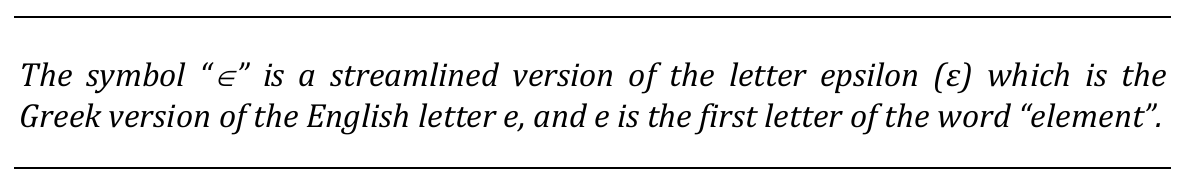 The symbol “∈” is a streamlined version of the letter epsilon (ε) which is the
Greek version of the English letter e, and e is the first letter of the word “element”.